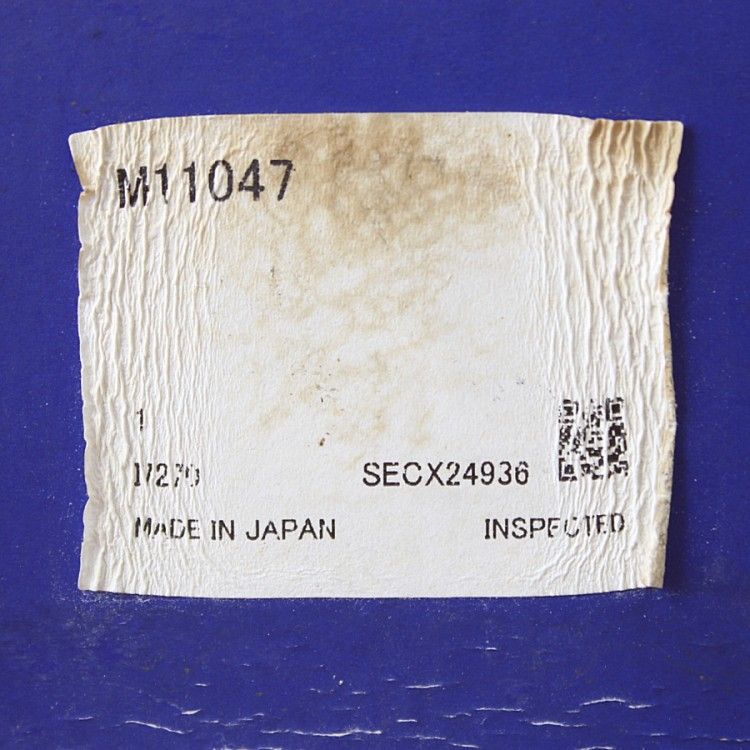 M11047
1
SECX24936
MADE IN JAPAN
INSPECTED